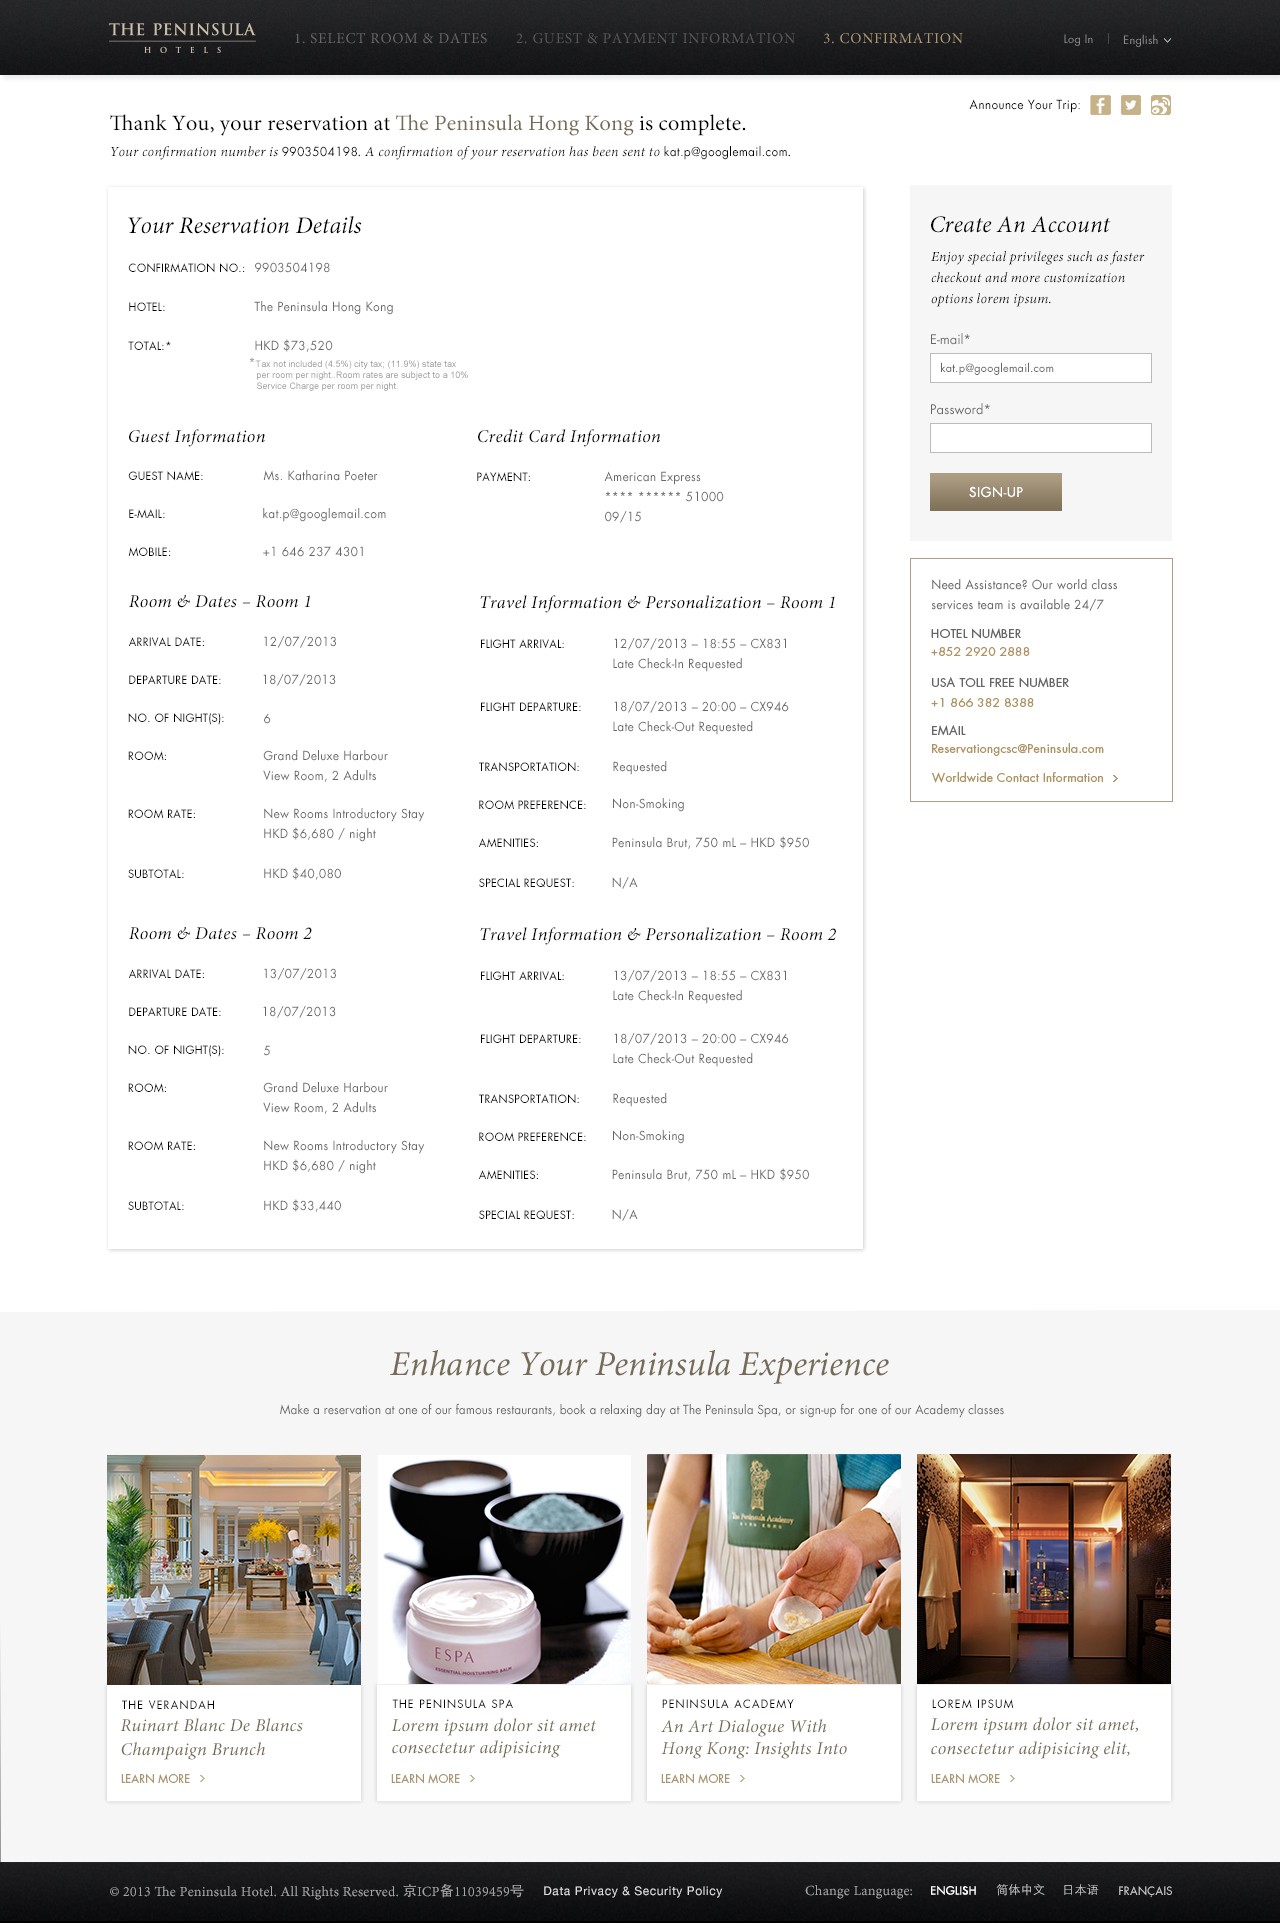 THE PENINSULA
HOTELS
1. SELECT ROOM & DATES
2. GUEST & PAYMENT INFORMATION
3. CONFIRMATION
Log In | English
Announce Your Trip:
Thank You, your reservation at The Peninsula Hong Kong is complete.
Your confirmation number is 9903504198. A confirmation of your reservation has been sent to kat.p@googlemail.com.
Your Reservation Details
CONFIRMATION NO.: 9903504198
HOTEL: The Peninsula Hong Kong
TOTAL:* HKD $73,520
*Tax not included (4.5%) city tax; (11.9%) state tax
per room per night..Room rates are subject to a 10%
Service Charge per room per night.
Guest Information
GUEST NAME: Ms. Katharina Poeter
E-MAIL: kat.p@googlemail.com
MOBILE: +1 646 237 4301
Credit Card Information
PAYMENT: American Express
**** ****** 51000
09/15
Room & Dates – Room 1
ARRIVAL DATE: 12/07/2013
DEPARTURE DATE: 18/07/2013
NO. OF NIGHT(S): 6
ROOM: Grand Deluxe Harbour
View Room, 2 Adults
ROOM RATE: New Rooms Introductory Stay
HKD $6,680 / night
SUBTOTAL: HKD $40,080
Travel Information & Personalization – Room 1
FLIGHT ARRIVAL: 12/07/2013 – 18:55 – CX831
Late Check-In Requested
FLIGHT DEPARTURE: 18/07/2013 – 20:00 – CX946
Late Check-Out Requested
TRANSPORTATION: Requested
ROOM PREFERENCE: Non-Smoking
AMENITIES: Peninsula Brut, 750 mL – HKD $950
SPECIAL REQUEST: N/A
Room & Dates – Room 2
ARRIVAL DATE: 13/07/2013
DEPARTURE DATE: 18/07/2013
NO. OF NIGHT(S): 5
ROOM: Grand Deluxe Harbour
View Room, 2 Adults
ROOM RATE: New Rooms Introductory Stay
HKD $6,680 / night
SUBTOTAL: HKD $33,440
Travel Information & Personalization – Room 2
FLIGHT ARRIVAL: 13/07/2013 – 18:55 – CX831
Late Check-In Requested
FLIGHT DEPARTURE: 18/07/2013 – 20:00 – CX946
Late Check-Out Requested
TRANSPORTATION: Requested
ROOM PREFERENCE: Non-Smoking
AMENITIES: Peninsula Brut, 750 mL – HKD $950
SPECIAL REQUEST: N/A
Create An Account
Enjoy special privileges such as faster
checkout and more customization
options lorem ipsum.
E-mail*
kat.p@googlemail.com
Password*
SIGN-UP
Need Assistance? Our world class
services team is available 24/7
HOTEL NUMBER
+852 2920 2888
USA TOLL FREE NUMBER
+1 866 382 8388
EMAIL
Reservationgcsc@Peninsula.com
Worldwide Contact Information >
Enhance Your Peninsula Experience
Make a reservation at one of our famous restaurants, book a relaxing day at The Peninsula Spa, or sign-up for one of our Academy classes
ESPA
ESSENTIAL MOISTURISING BALM
The Peninsula Academy
HONG KONG
THE VERANDAH
Ruinart Blanc De Blancs
Champaign Brunch
LEARN MORE >
THE PENINSULA SPA
Lorem ipsum dolor sit amet
consectetur adipisicing
LEARN MORE >
PENINSULA ACADEMY
An Art Dialogue With
Hong Kong: Insights Into
LEARN MORE >
LOREM IPSUM
Lorem ipsum dolor sit amet,
consectetur adipisicing elit,
LEARN MORE >
© 2013 The Peninsula Hotel. All Rights Reserved. 京ICP备11039459号
Data Privacy & Security Policy
Change Language: ENGLISH 简体中文 日本语 FRANÇAIS